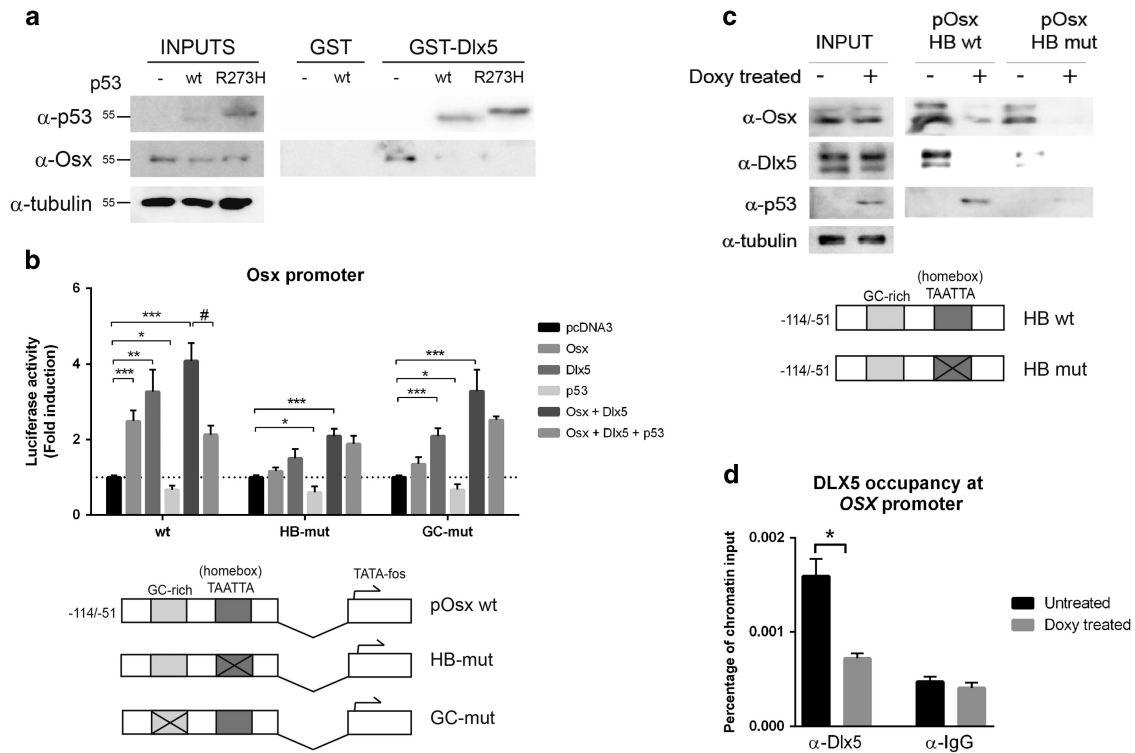 a
INPUTS GST GST-Dlx5
p53 - wt R273H - wt - wt R273H
α-p53 55
α-Osx 55
α-tubulin 55
b
Osx promoter
Luciferase activity
(Fold induction)
6
4
2
0
*** * ** *** #
*** *
*** * ***
wt HB-mut GC-mut
pcDNA3
Osx
Dlx5
p53
Osx + Dlx5
Osx + Dlx5 + p53
(homebox)
GC-rich TAATTA TATA-fos
-114/-51 pOsx wt
HB-mut
GC-mut
c
pOsx pOsx
INPUT HB wt HB mut
Doxy treated - + - + - +
α-Osx
α-Dlx5
α-p53
α-tubulin
(homebox)
GC-rich TAATTA
-114/-51 HB wt
-114/-51 HB mut
d
DLX5 occupancy at
OSX promoter
Percentage of chromatin input
0.002
0.001
0.000
*
α-Dlx5 α-IgG
Untreated
Doxy treated